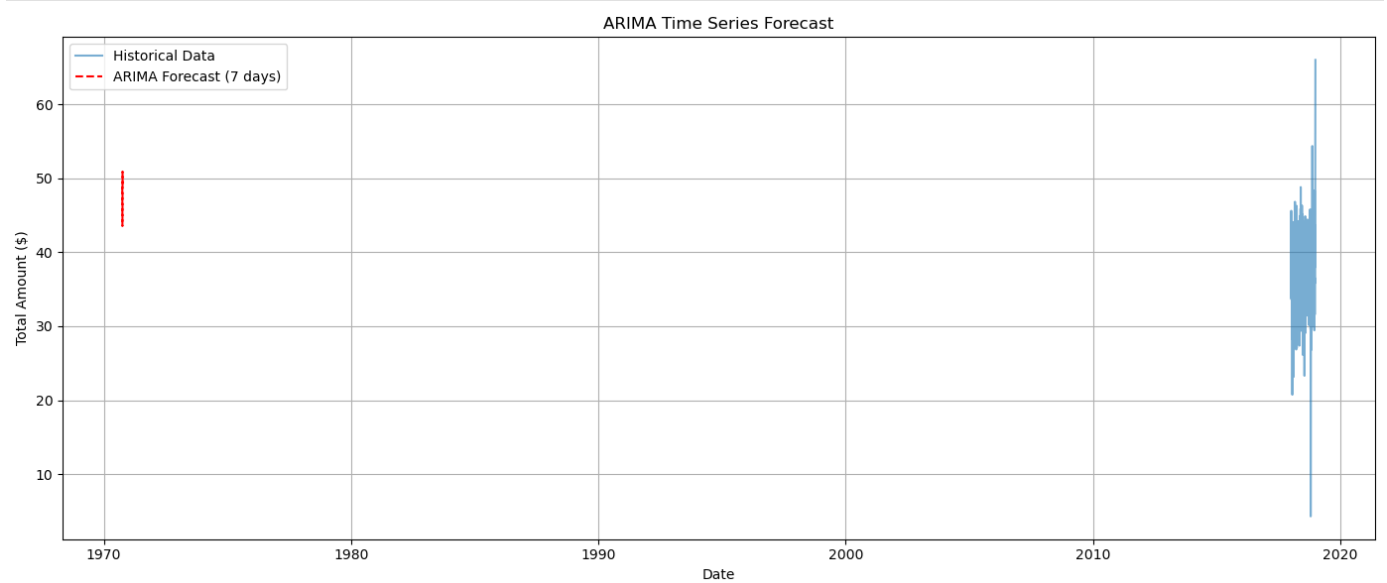 ARIMA Time Series Forecast
Historical Data
ARIMA Forecast (7 days)
Total Amount ($)
60
50
40
30
20
10
1970
1980
1990
2000
2010
2020
Date